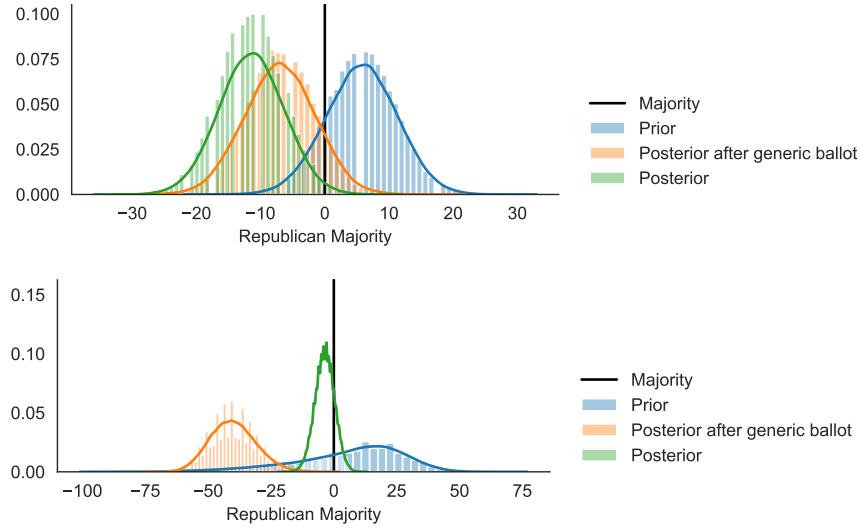 0.100
0.075
0.050
0.025
0.000
−30 −20 −10 0 10 20 30
Republican Majority
Majority
Prior
Posterior after generic ballot
Posterior
0.15
0.10
0.05
0.00
−100 −75 −50 −25 0 25 50 75
Republican Majority
Majority
Prior
Posterior after generic ballot
Posterior